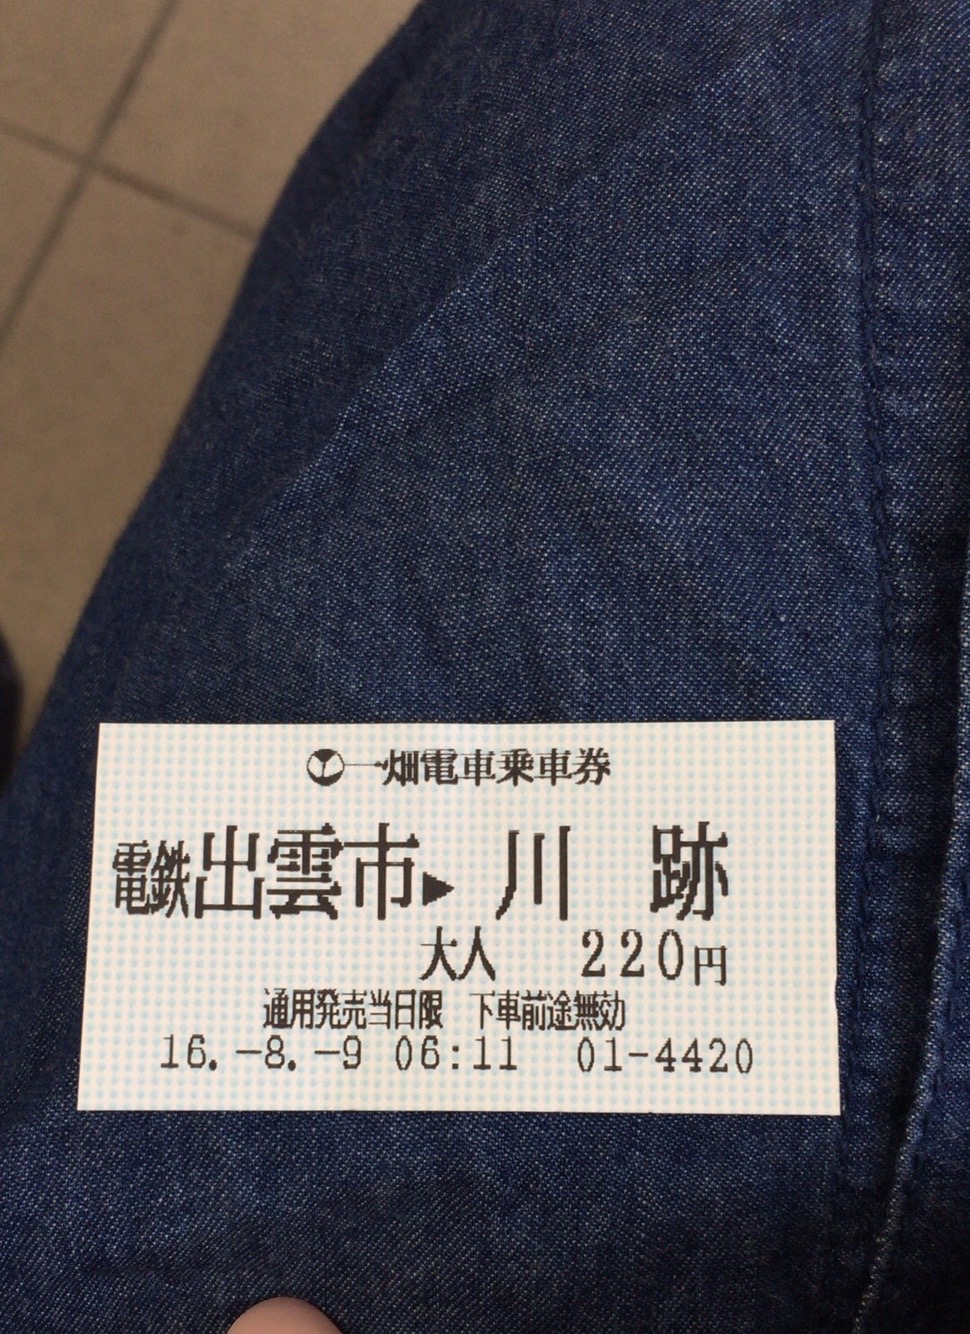 一畑電車乗車券
電鉄出雲市▶川跡
大人 220円
通用発売当日限 下車前途無効
16.-8.-9 06:11 01-4420